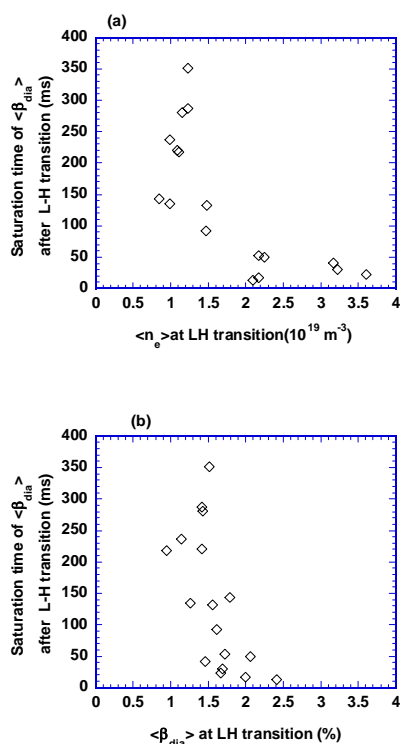 (a)
Saturation time of <β_dia>
after L-H transition (ms)
400
350
300
250
200
150
100
50
0
0 0.5 1 1.5 2 2.5 3 3.5 4
<n_e>at LH transition(10^19 m^-3)
(b)
Saturation time of <β_dia>
after L-H transition (ms)
400
350
300
250
200
150
100
50
0
0 0.5 1 1.5 2 2.5 3 3.5 4
<β_dia> at LH transition (%)